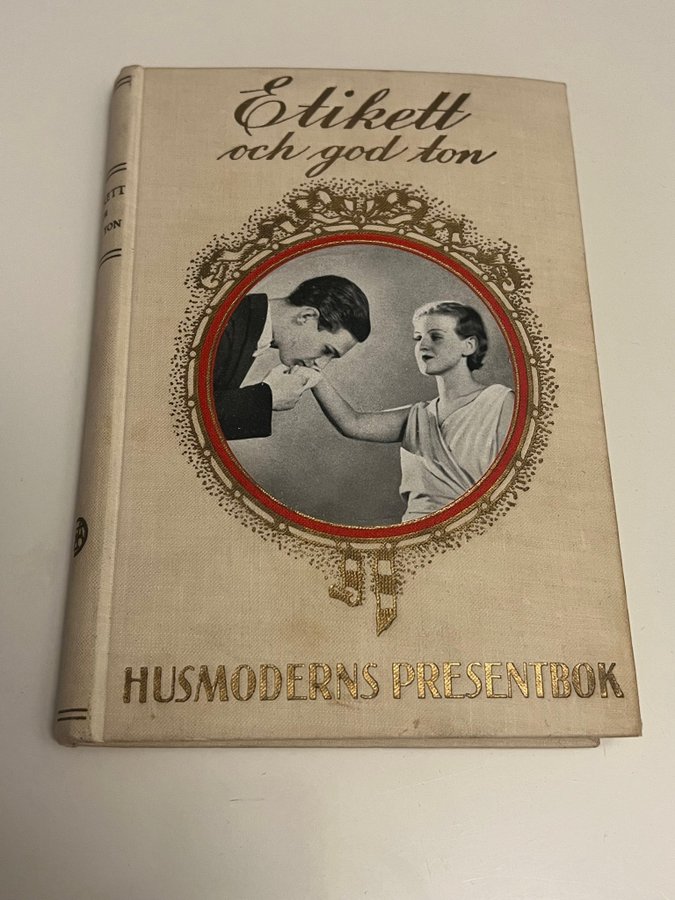 Etikett
och god ton
HUSMODERNS PRESENTBOK